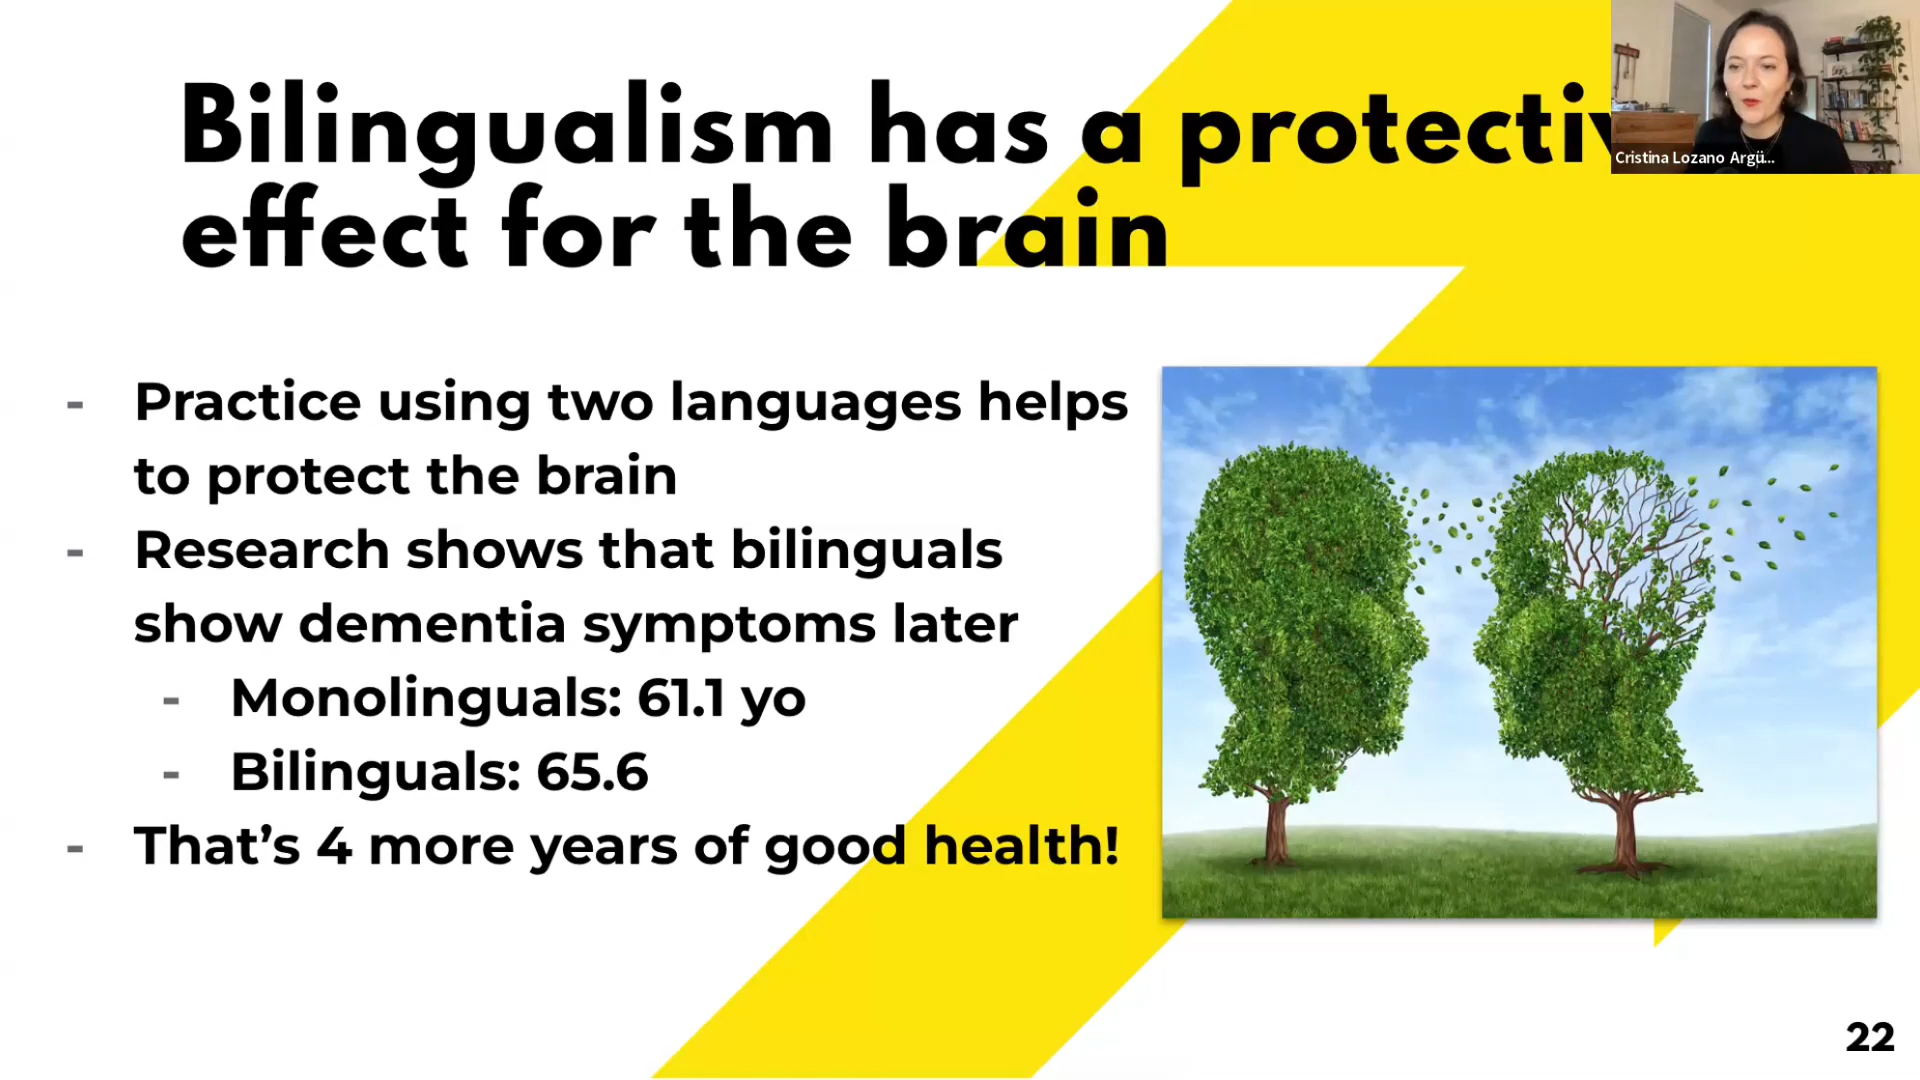 Bilingualism has a protectiv
effect for the brain
Cristina Lozano Argü...
- Practice using two languages helps
to protect the brain
- Research shows that bilinguals
show dementia symptoms later
- Monolinguals: 61.1 yo
- Bilinguals: 65.6
- That’s 4 more years of good health!
22